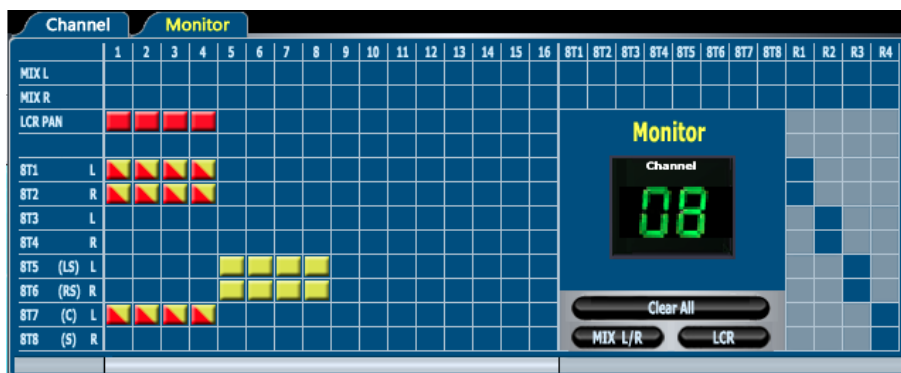 Channel Monitor
1 2 3 4 5 6 7 8 9 10 11 12 13 14 15 16 8T1 8T2 8T3 8T4 8T5 8T6 8T7 8T8 R1 R2 R3 R4
MIX L
MIX R
LCR PAN
Monitor
8T1 L
Channel
8T2 R
08
8T3 L
8T4 R
8T5 (LS) L
8T6 (RS) R
8T7 (C) L
Clear All
8T8 (S) R
MIX L/R LCR